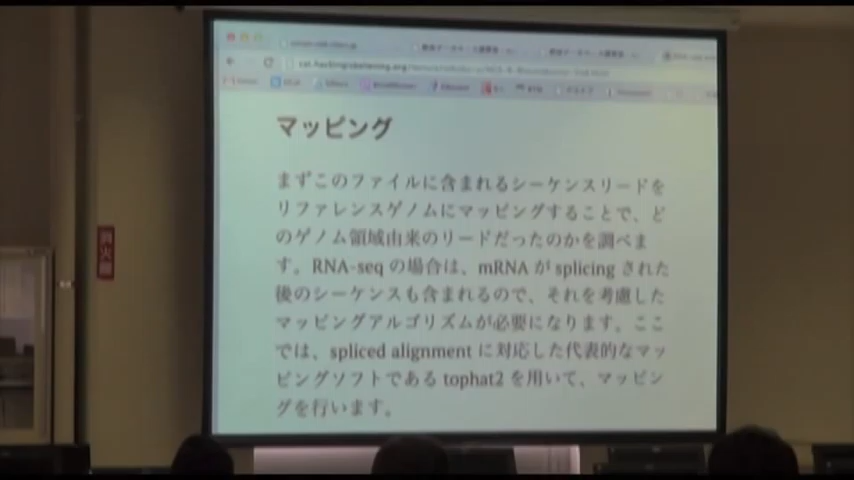 マッピング
まずこのファイルに含まれるシーケンスリードを
リファレンスゲノムにマッピングすることで、ど
のゲノム領域由来のリードだったのかを調べま
す。RNA-seq の場合は、mRNA が splicing された
後のシーケンスも含まれるので、それを考慮した
マッピングアルゴリズムが必要になります。ここ
では、spliced alignment に対応した代表的なマッ
ピングソフトである tophat2 を用いて、マッピン
グを行います。
消火器